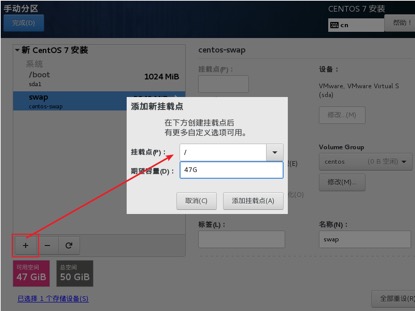 手动分区
CENTOS 7 安装
完成(D)
cn
帮助！
新 CentOS 7 安装
centos-swap
系统
/boot
1024 MiB
sda1
swap
centos-swap
挂载点(P)：
设备：
VMware, VMware Virtual S
(sda)
修改...(M)
添加新挂载点
在下方创建挂载点后
有更多自定义选项可用。
挂载点(P)：
/
期望容量(D)：
47G
取消(C)
添加挂载点(A)
(E)
Volume Group
centos
(0 B 空闲)
修改(M)...
标签(L)：
名称(N)：
swap
+
-
可用空间
47 GiB
总空间
50 GiB
已选择 1 个存储设备(S)
全部重设(R)